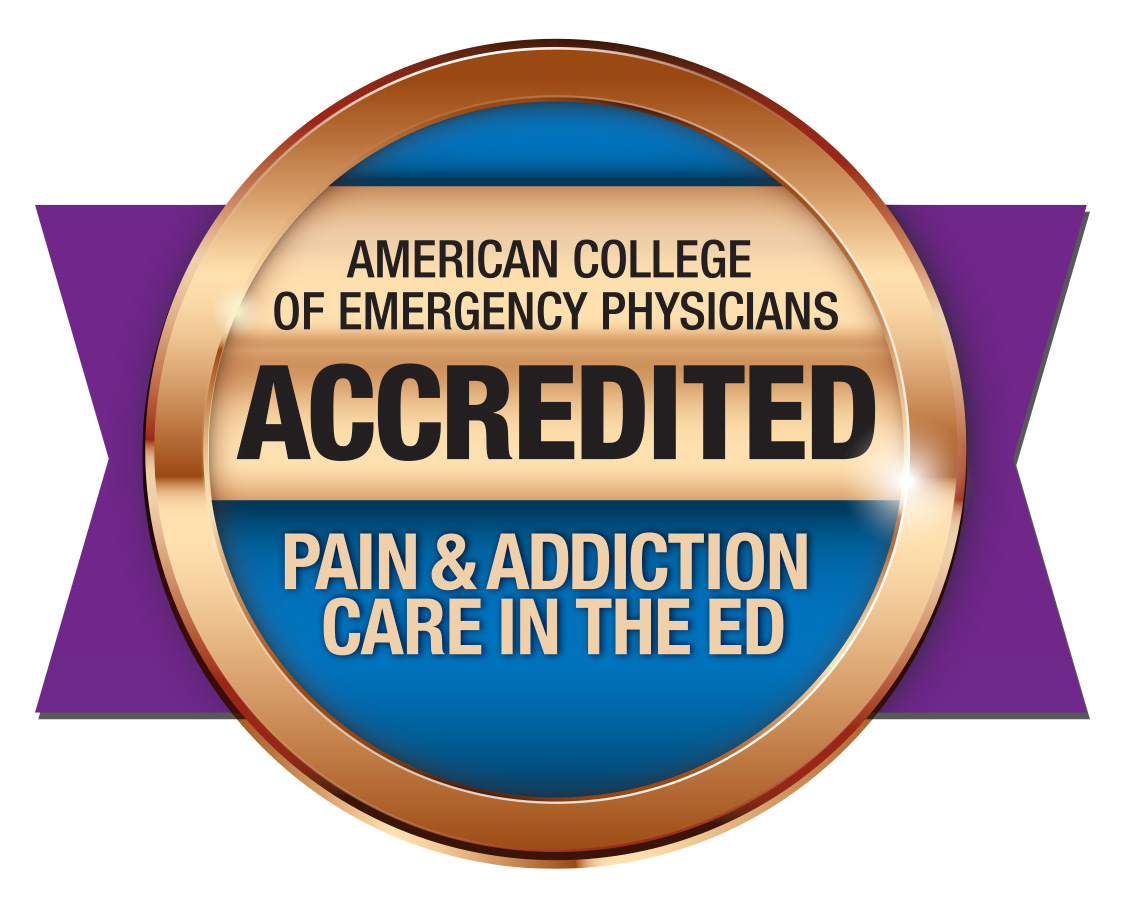 AMERICAN COLLEGE
OF EMERGENCY PHYSICIANS
ACCREDITED
PAIN & ADDICTION
CARE IN THE ED